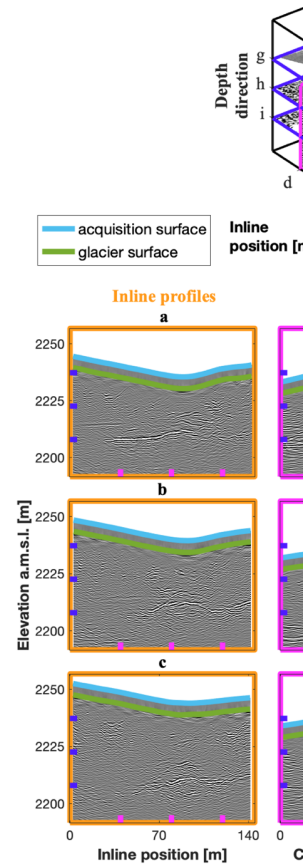 g
h
i
Depth
direction
d
acquisition surface
glacier surface
Inline
position [
Inline profiles
a
2250
2225
2200
b
2250
2225
2200
Elevation a.m.s.l. [m]
c
2250
2225
2200
0
70
140
0
Inline position [m]
C